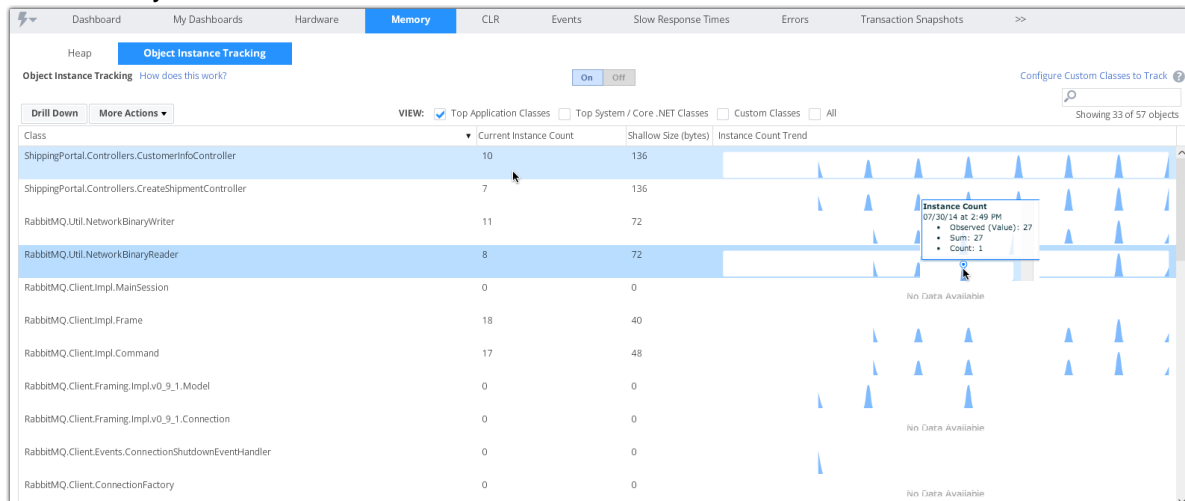 Dashboard My Dashboards Hardware Memory CLR Events Slow Response Times Errors Transaction Snapshots >>
Heap Object Instance Tracking
Object Instance Tracking How does this work? On Off Configure Custom Classes to Track ?
Drill Down More Actions VIEW: Top Application Classes Top System / Core .NET Classes Custom Classes All Showing 33 of 57 objects
Class Current Instance Count Shallow Size (bytes) Instance Count Trend
ShippingPortal.Controllers.CustomerInfoController 10 136
ShippingPortal.Controllers.CreateShipmentController 7 136
Instance Count
07/30/14 at 2:49 PM
• Observed (Value): 27
• Sum: 27
• Count: 1
RabbitMQ.Util.NetworkBinaryWriter 11 72
RabbitMQ.Util.NetworkBinaryReader 8 72
RabbitMQ.Client.Impl.MainSession 0 0 No Data Available
RabbitMQ.Client.Impl.Frame 18 40
RabbitMQ.Client.Impl.Command 17 48
RabbitMQ.Client.Framing.Impl.v0_9_1.Model 0 0
RabbitMQ.Client.Framing.Impl.v0_9_1.Connection 0 0 No Data Available
RabbitMQ.Client.Events.ConnectionShutdownEventHandler 0 0
RabbitMQ.Client.ConnectionFactory 0 0 No Data Available